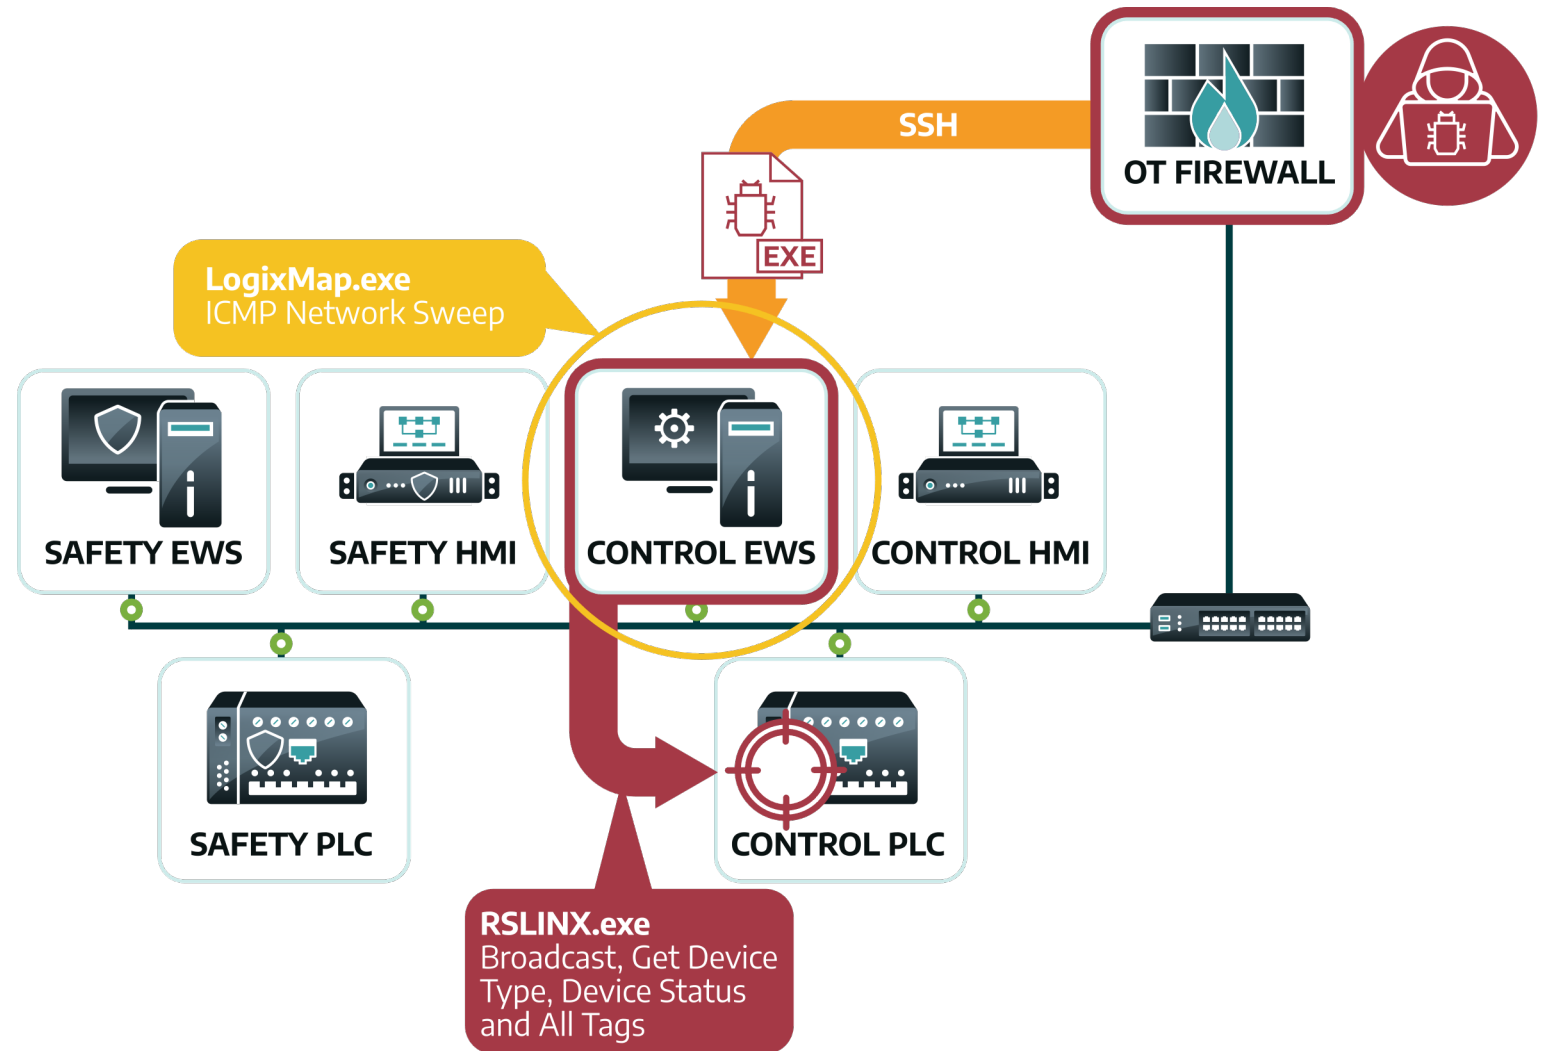 OT FIREWALL
SSH
EXE
LogixMap.exe
ICMP Network Sweep
SAFETY EWS
SAFETY HMI
CONTROL EWS
CONTROL HMI
SAFETY PLC
CONTROL PLC
RSLINX.exe
Broadcast, Get Device
Type, Device Status
and All Tags